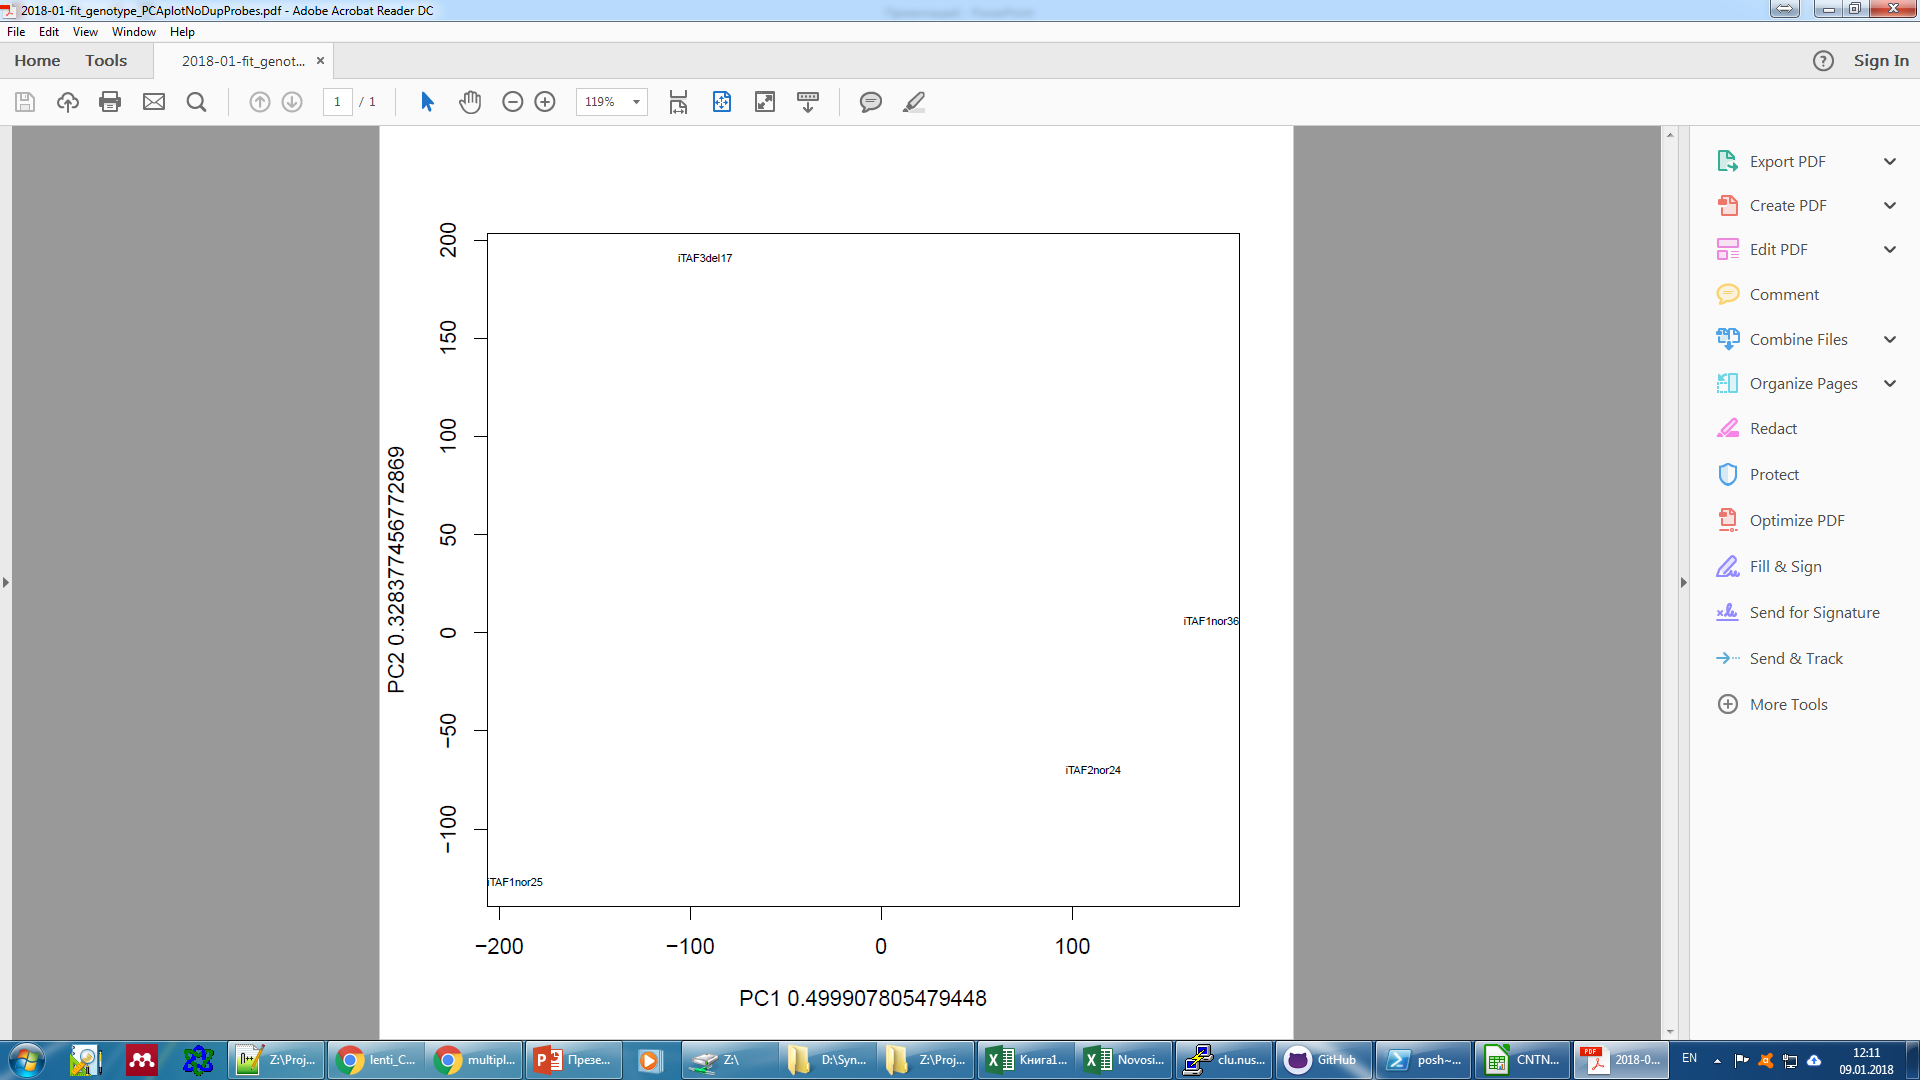 2018-01-fit_genotype_PCAplotNoDupProbes.pdf - Adobe Acrobat Reader DC
File Edit View Window Help
Home Tools 2018-01-fit_genot... × Sign In
1 / 1 119%
Export PDF
Create PDF
Edit PDF
Comment
Combine Files
Organize Pages
Redact
Protect
Optimize PDF
Fill & Sign
Send for Signature
Send & Track
More Tools
200
150
100
50
0
−50
−100
PC2 0.328377456772869
iTAF3del17
iTAF1nor36
iTAF2nor24
iTAF1nor25
−200 −100 0 100
PC1 0.499907805479448
Z:\Proj... lenti_C... multipl... Презе... Z:\ D:\Syn... Z:\Proj... Книга1... Novosi... clu.nus... GitHub posh~... CNTN... 2018-0... EN 12:11
09.01.2018